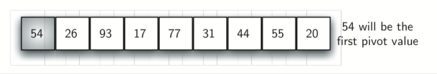 54 26 93 17 77 31 44 55 20
54 will be the
first pivot value